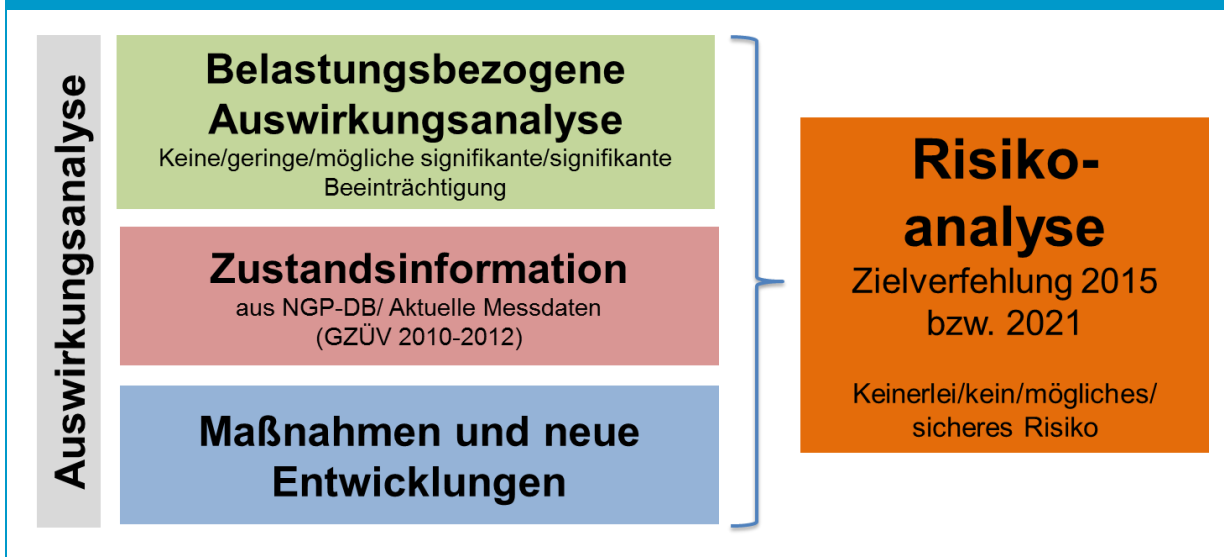 Auswirkungsanalyse
Belastungsbezogene
Auswirkungsanalyse
Keine/geringe/mögliche signifikante/signifikante
Beeinträchtigung
Zustandsinformation
aus NGP-DB/ Aktuelle Messdaten
(GZÜV 2010-2012)
Maßnahmen und neue
Entwicklungen
Risiko-
analyse
Zielverfehlung 2015
bzw. 2021
Keinerlei/kein/mögliches/
sicheres Risiko